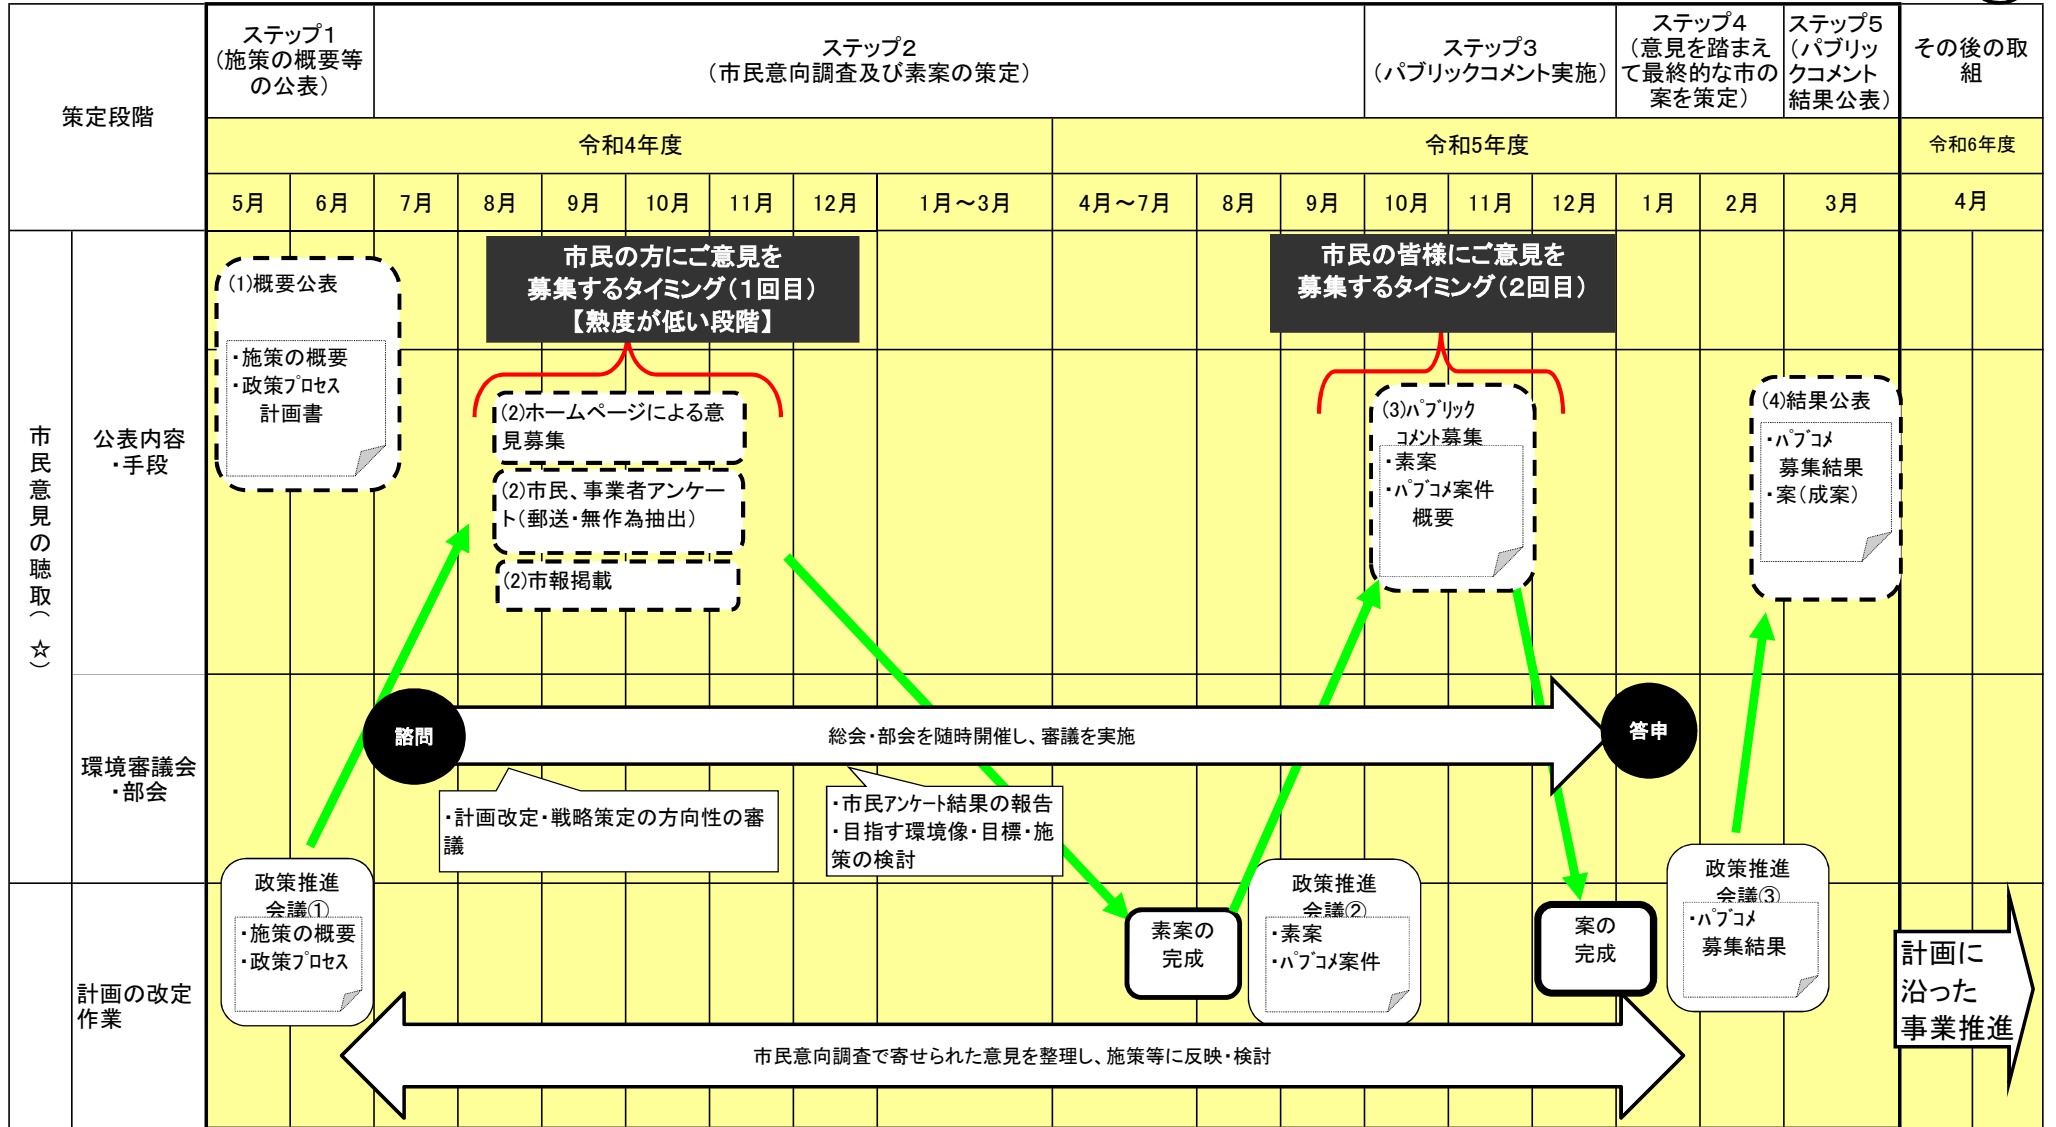 策定段階
ステップ1
(施策の概要等
の公表)
ステップ2
(市民意向調査及び素案の策定)
ステップ3
(パブリックコメント実施)
ステップ4
(意見を踏まえ
て最終的な市の
案を策定)
ステップ5
(パブリッ
クコメント
結果公表)
その後の取
組
令和4年度
令和5年度
令和6年度
5月
6月
7月
8月
9月
10月
11月
12月
1月～3月
4月～7月
8月
9月
10月
11月
12月
1月
2月
3月
4月
市民意見の聴取(☆)
公表内容
・手段
(1)概要公表
・施策の概要
・政策プロセス
計画書
市民の方にご意見を
募集するタイミング(1回目)
【熟度が低い段階】
(2)ホームページによる意
見募集
(2)市民、事業者アンケー
ト(郵送・無作為抽出)
(2)市報掲載
市民の皆様にご意見を
募集するタイミング(2回目)
(3)パブリック
コメント募集
・素案
・パブコメ案件
概要
(4)結果公表
・パブコメ
募集結果
・案(成案)
環境審議会
・部会
諮問
総会・部会を随時開催し、審議を実施
答申
・計画改定・戦略策定の方向性の審
議
・市民アンケート結果の報告
・目指す環境像・目標・施
策の検討
計画の改定
作業
政策推進
会議①
・施策の概要
・政策プロセス
素案の
完成
政策推進
会議②
・素案
・パブコメ案件
案の
完成
政策推進
会議③
・パブコメ
募集結果
計画に
沿った
事業推進
市民意向調査で寄せられた意見を整理し、施策等に反映・検討